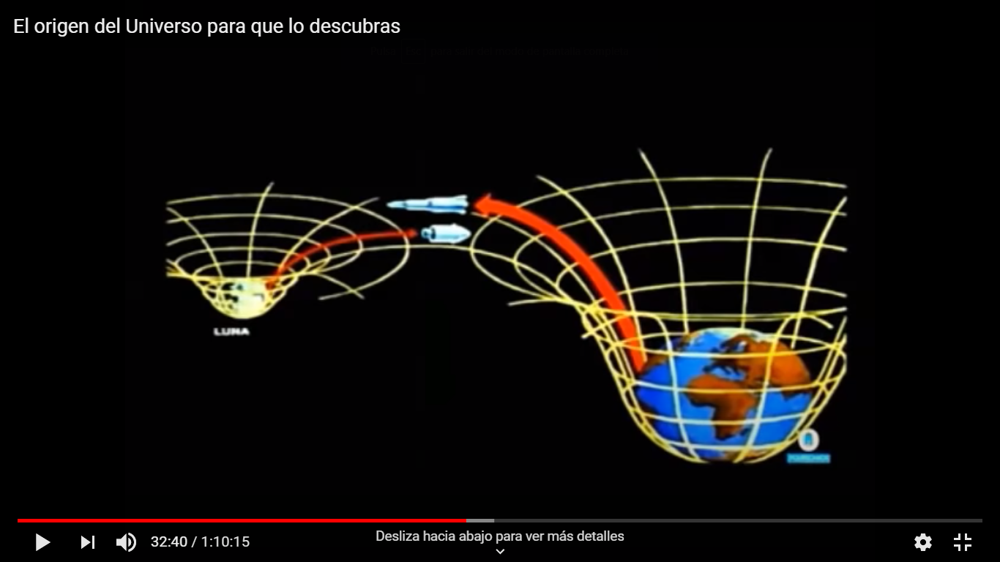 El origen del Universo para que lo descubras
LUNA
32:40 / 1:10:15
Desliza hacia abajo para ver más detalles